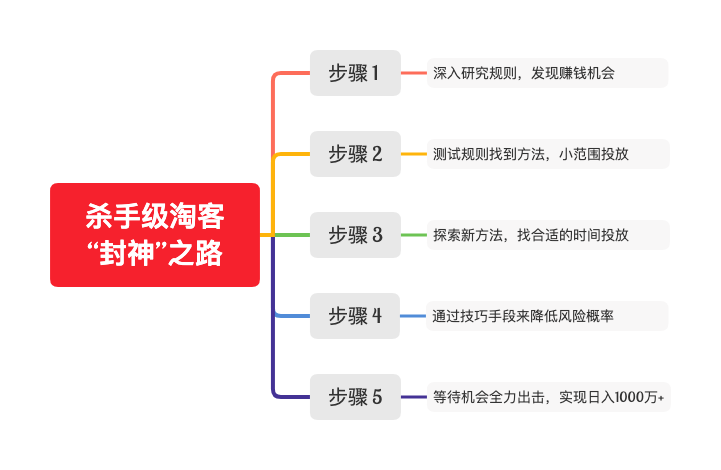 杀手级淘客
“封神”之路
步骤 1
深入研究规则，发现赚钱机会
步骤 2
测试规则找到方法，小范围投放
步骤 3
探索新方法，找合适的时间投放
步骤 4
通过技巧手段来降低风险概率
步骤 5
等待机会全力出击，实现日入1000万+